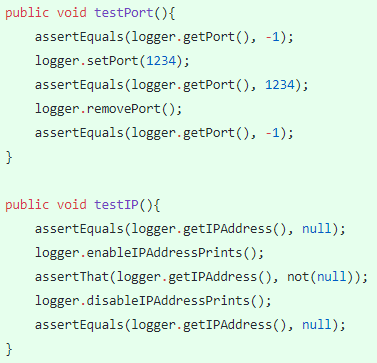 public void testPort(){
    assertEquals(logger.getPort(), -1);
    logger.setPort(1234);
    assertEquals(logger.getPort(), 1234);
    logger.removePort();
    assertEquals(logger.getPort(), -1);
}

public void testIP(){
    assertEquals(logger.getIPAddress(), null);
    logger.enableIPAddressPrints();
    assertThat(logger.getIPAddress(), not(null));
    logger.disableIPAddressPrints();
    assertEquals(logger.getIPAddress(), null);
}